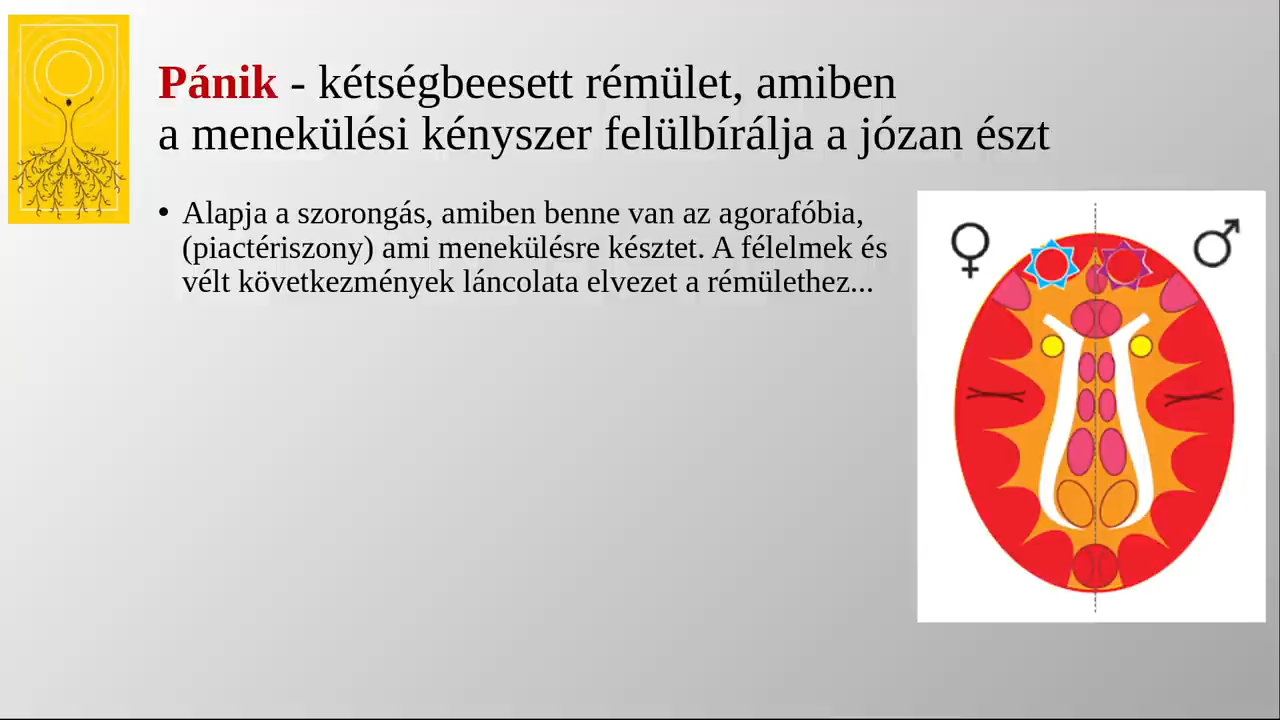 Pánik - kétségbeesett rémület, amiben
a menekülési kényszer felülbírálja a józan észt
• Alapja a szorongás, amiben benne van az agorafóbia,
(piactériszony) ami menekülésre késztet. A félelmek és
vélt következmények láncolata elvezet a rémülethez...